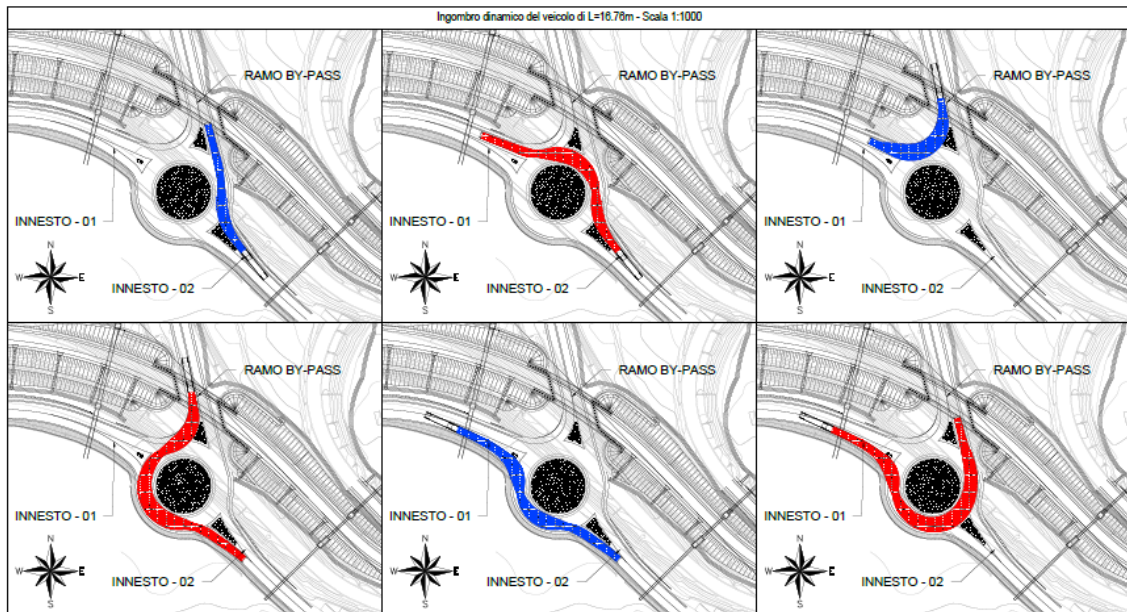 Ingombro dinamico del veicolo di L=16.76m - Scala 1:1000
RAMO BY-PASS
INNESTO - 01
N
W E
S
INNESTO - 02
RAMO BY-PASS
INNESTO - 01
N
W E
S
INNESTO - 02
RAMO BY-PASS
INNESTO - 01
N
W E
S
INNESTO - 02
RAMO BY-PASS
INNESTO - 01
N
W E
S
INNESTO - 02
RAMO BY-PASS
INNESTO - 01
N
W E
S
INNESTO - 02
RAMO BY-PASS
INNESTO - 01
N
W E
S
INNESTO - 02